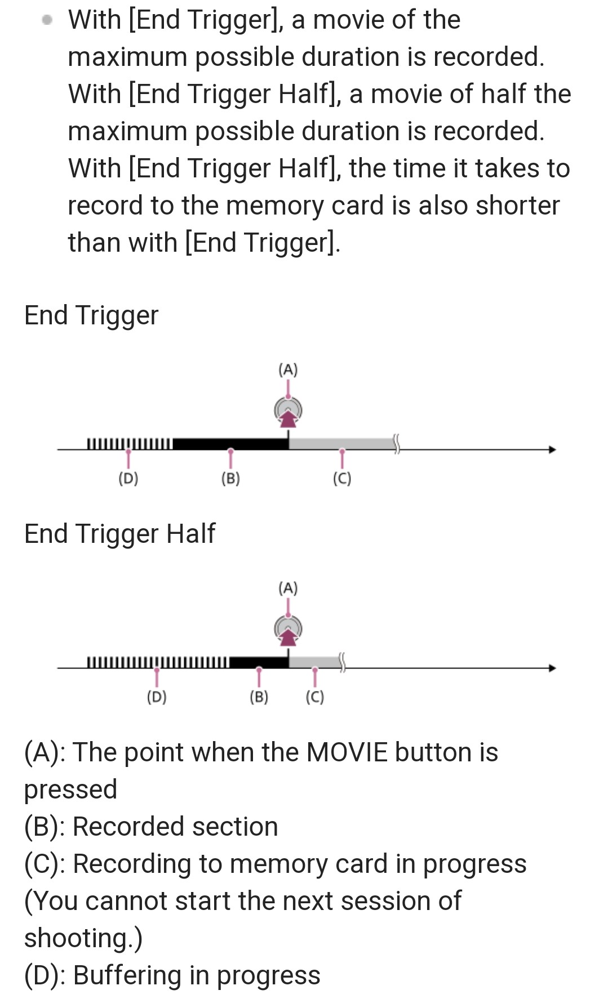 With [End Trigger], a movie of the
maximum possible duration is recorded.
With [End Trigger Half], a movie of half the
maximum possible duration is recorded.
With [End Trigger Half], the time it takes to
record to the memory card is also shorter
than with [End Trigger].
End Trigger
(A)
(D) (B) (C)
End Trigger Half
(A)
(D) (B) (C)
(A): The point when the MOVIE button is
pressed
(B): Recorded section
(C): Recording to memory card in progress
(You cannot start the next session of
shooting.)
(D): Buffering in progress